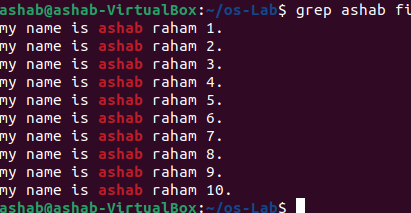 ashab@ashab-VirtualBox:~/os-Lab$ grep ashab fi
my name is ashab raham 1.
my name is ashab raham 2.
my name is ashab raham 3.
my name is ashab raham 4.
my name is ashab raham 5.
my name is ashab raham 6.
my name is ashab raham 7.
my name is ashab raham 8.
my name is ashab raham 9.
my name is ashab raham 10.
ashab@ashab-VirtualBox:~/os-Lab$